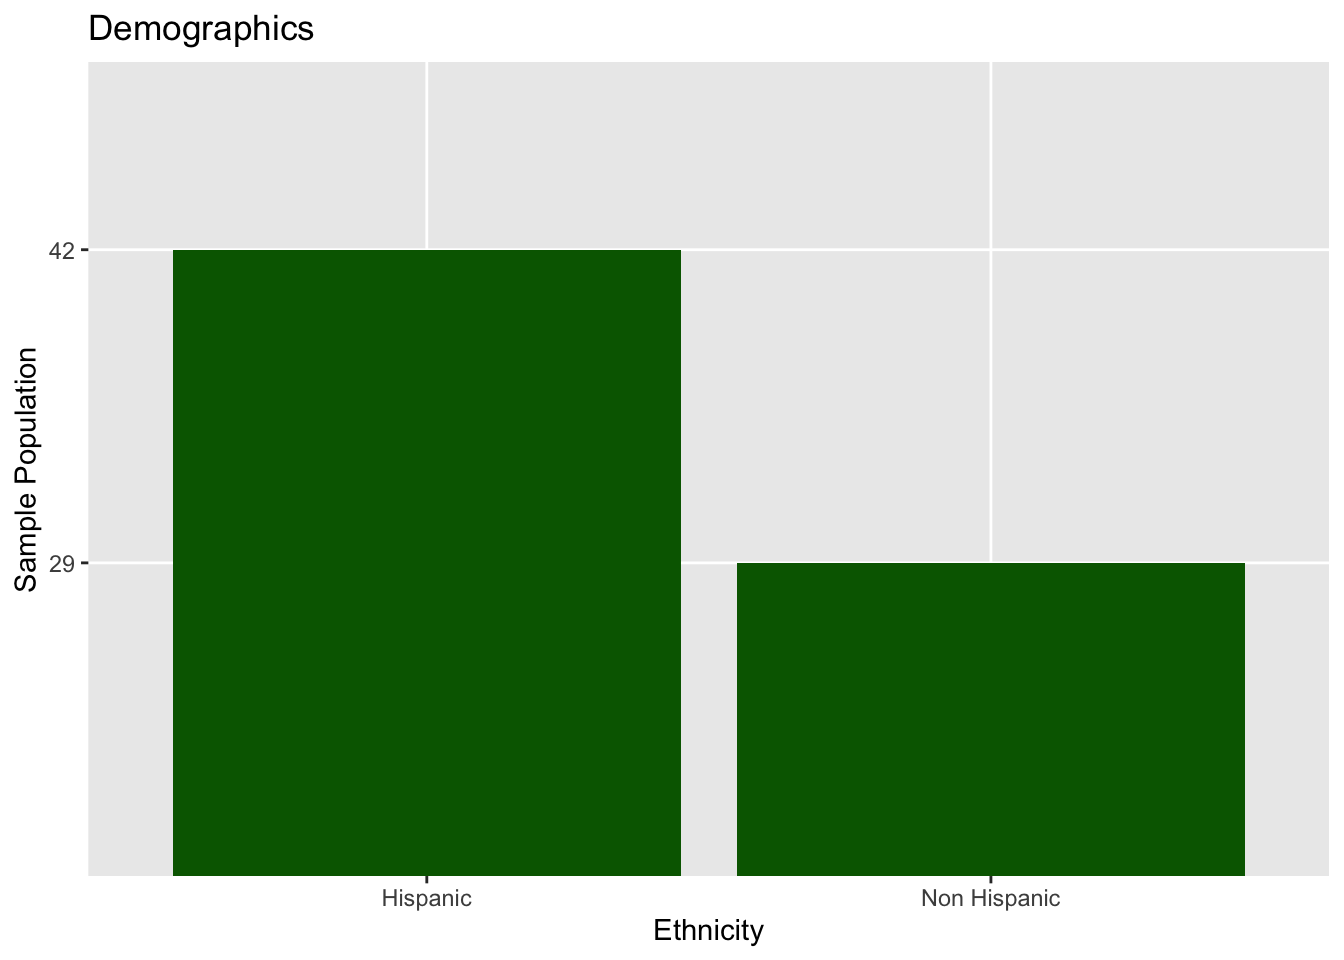 Demographics
42
29
Sample Population
Hispanic
Non Hispanic
Ethnicity